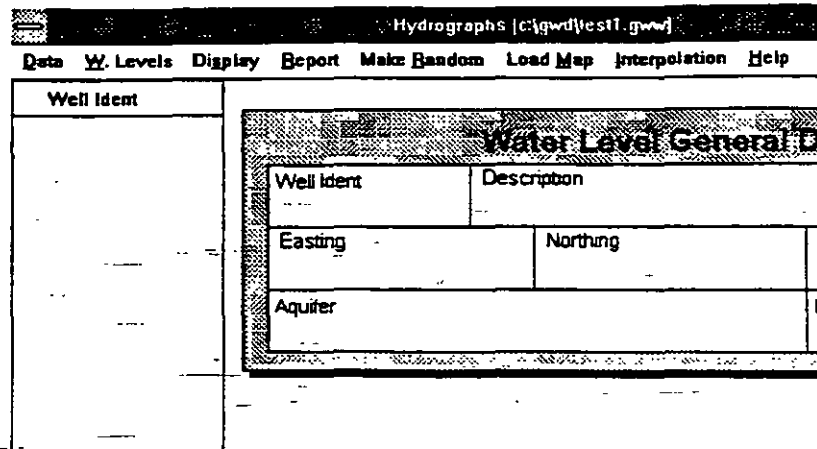 Hydrographs [c:\gwd\test1.gww]
Data W. Levels Display Report Make Random Load Map Interpolation Help
Well Ident
Water Level General D
Well Ident Description
Easting Northing
Aquifer